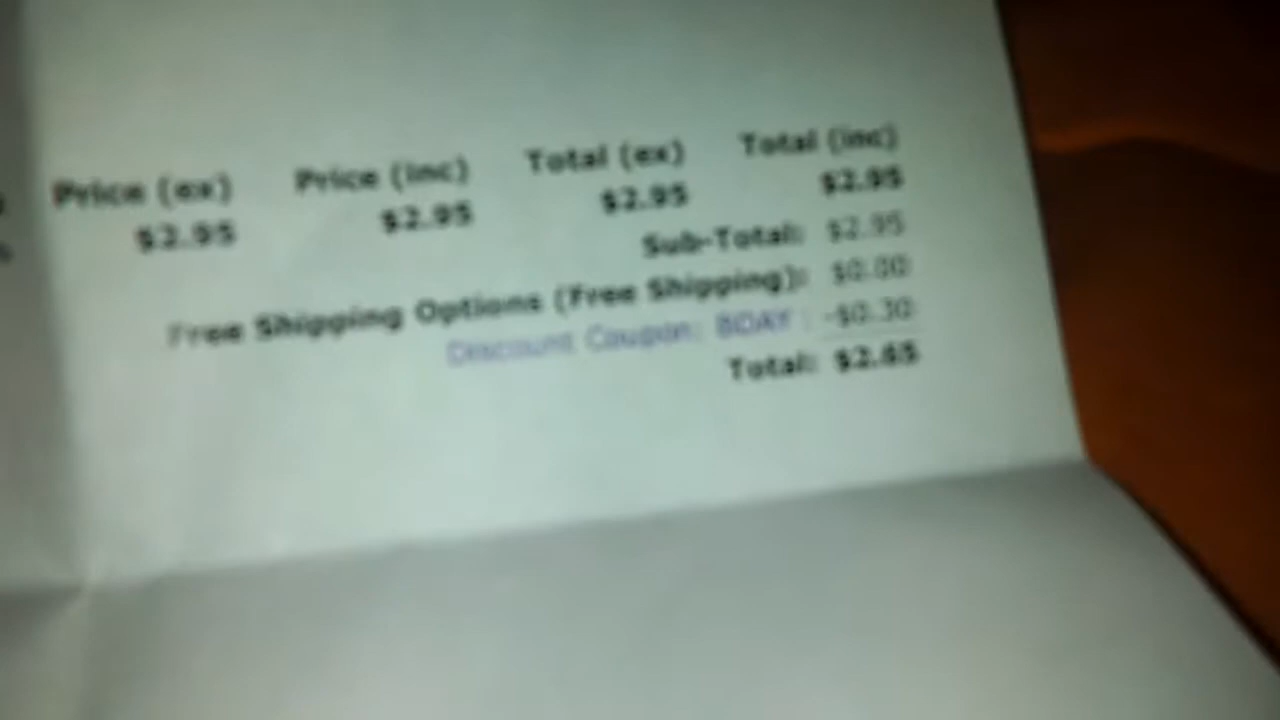 Price (ex) Price (inc) Total (ex) Total (inc)
$2.95 $2.95 $2.95 $2.95
Sub-Total: $2.95
Free Shipping Options (Free Shipping): $0.00
Discount Coupon: BDAY : -$0.30
Total: $2.65